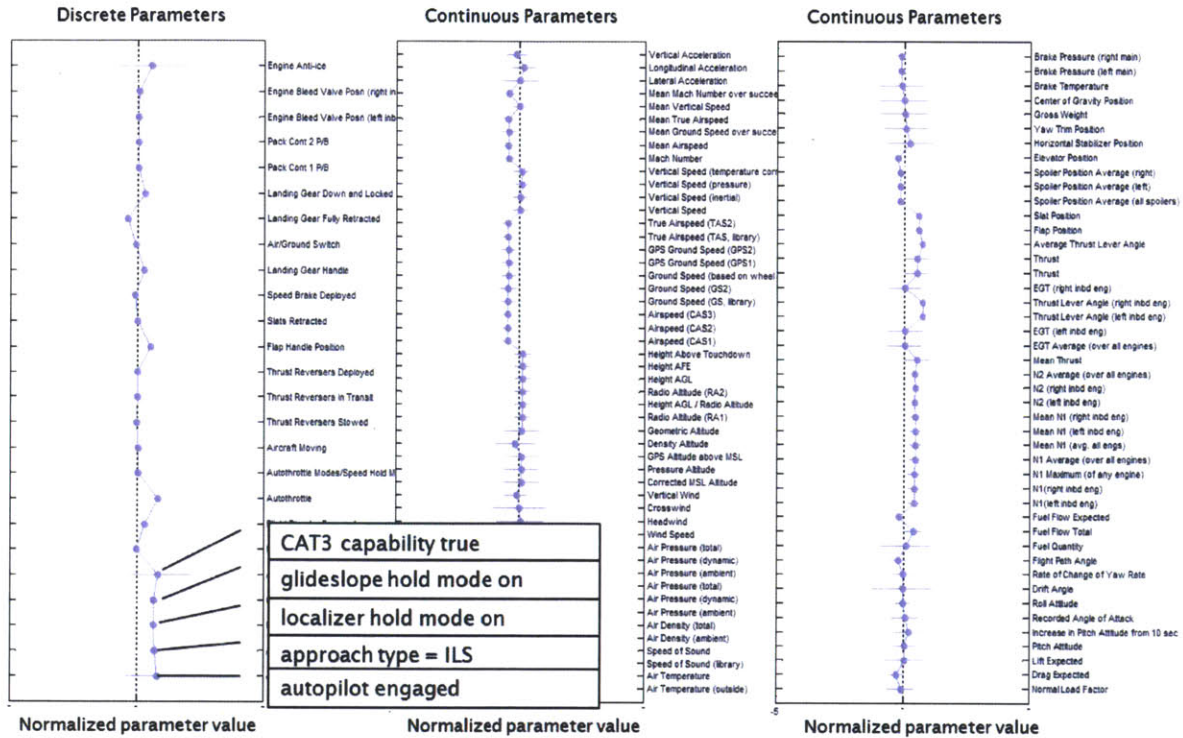 Discrete Parameters
Engine Anti-ice
Engine Bleed Valve Posn (right in
Engine Bleed Valve Posn (left inb
Pack Cont 2 P/B
Pack Cont 1 P/B
Landing Gear Down and Locked
Landing Gear Fully Retracted
Air/Ground Switch
Landing Gear Handle
Speed Brake Deployed
Slats Retracted
Flap Handle Position
Thrust Reversers Deployed
Thrust Reversers in Transit
Thrust Reversers Stowed
Aircraft Moving
Autothrottle Modes/Speed Hold M
Autothrottle
CAT3 capability true
glideslope hold mode on
localizer hold mode on
approach type = ILS
autopilot engaged
Normalized parameter value
Continuous Parameters
Vertical Acceleration
Longitudinal Acceleration
Lateral Acceleration
Mean Mach Number over succee
Mean Vertical Speed
Mean True Airspeed
Mean Ground Speed over succe
Mean Airspeed
Mach Number
Vertical Speed (temperature corr
Vertical Speed (pressure)
Vertical Speed (inertial)
Vertical Speed
True Airspeed (TAS2)
True Airspeed (TAS, library)
GPS Ground Speed (GPS2)
GPS Ground Speed (GPS1)
Ground Speed (based on wheel
Ground Speed (GS2)
Ground Speed (GS, library)
Airspeed (CAS3)
Airspeed (CAS2)
Airspeed (CAS1)
Height Above Touchdown
Height AFE
Height AGL
Radio Altitude (RA2)
Height AGL / Radio Altitude
Radio Altitude (RA1)
Geometric Altitude
Density Altitude
GPS Altitude above MSL
Pressure Altitude
Corrected MSL Altitude
Vertical Wind
Crosswind
Headwind
Wind Speed
Air Pressure (total)
Air Pressure (dynamic)
Air Pressure (ambient)
Air Pressure (total)
Air Pressure (dynamic)
Air Pressure (ambient)
Air Density (total)
Air Density (ambient)
Speed of Sound
Speed of Sound (library)
Air Temperature
Air Temperature (outside)
Normalized parameter value
Continuous Parameters
Brake Pressure (right main)
Brake Pressure (left main)
Brake Temperature
Center of Gravity Position
Gross Weight
Yaw Trim Position
Horizontal Stabilizer Position
Elevator Position
Spoiler Position Average (right)
Spoiler Position Average (left)
Spoiler Position Average (all spoilers)
Slat Position
Flap Position
Average Thrust Lever Angle
Thrust
Thrust
EGT (right inbd eng)
Thrust Lever Angle (right inbd eng)
Thrust Lever Angle (left inbd eng)
EGT (left inbd eng)
EGT Average (over all engines)
Mean Thrust
N2 Average (over all engines)
N2 (right inbd eng)
N2 (left inbd eng)
Mean N1 (right inbd eng)
Mean N1 (left inbd eng)
Mean N1 (avg. all engs)
N1 Average (over all engines)
N1 Maximum (of any engine)
N1(right inbd eng)
N1(left inbd eng)
Fuel Flow Expected
Fuel Flow Total
Fuel Quantity
Flight Path Angle
Rate of Change of Yaw Rate
Drift Angle
Roll Attitude
Recorded Angle of Attack
Increase in Pitch Attitude from 10 sec
Pitch Attitude
Lift Expected
Drag Expected
Normal Load Factor
-5
Normalized parameter value